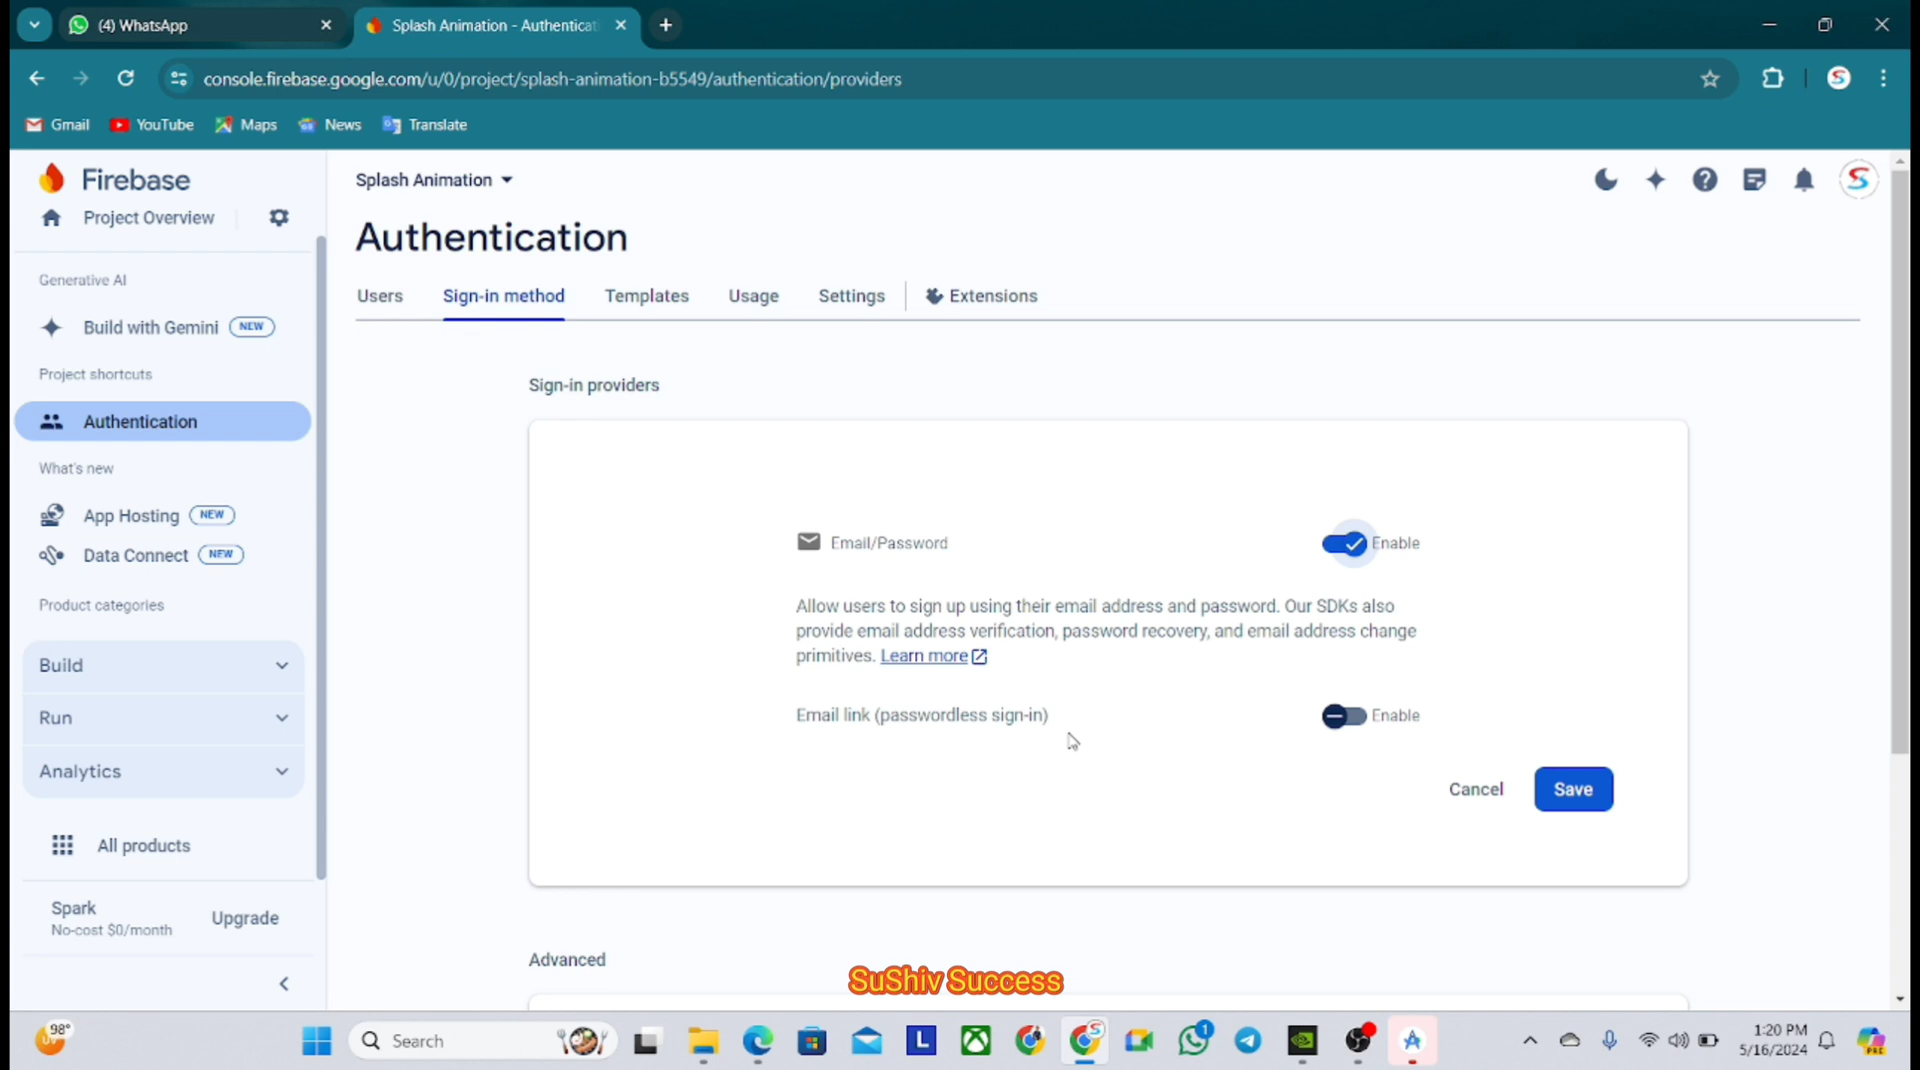 (4) WhatsApp
Splash Animation - Authenticati
console.firebase.google.com/u/0/project/splash-animation-b5549/authentication/providers
Gmail YouTube Maps News Translate
Firebase
Project Overview
Generative AI
Build with Gemini NEW
Project shortcuts
Authentication
What's new
App Hosting NEW
Data Connect NEW
Product categories
Build
Run
Analytics
All products
Spark
No-cost $0/month
Upgrade
Splash Animation
Authentication
Users Sign-in method Templates Usage Settings Extensions
Sign-in providers
Email/Password Enable
Allow users to sign up using their email address and password. Our SDKs also
provide email address verification, password recovery, and email address change
primitives. Learn more
Email link (passwordless sign-in) Enable
Cancel Save
Advanced
SuShiv Success
98°
Search
L
1
1:20 PM
5/16/2024
PRE